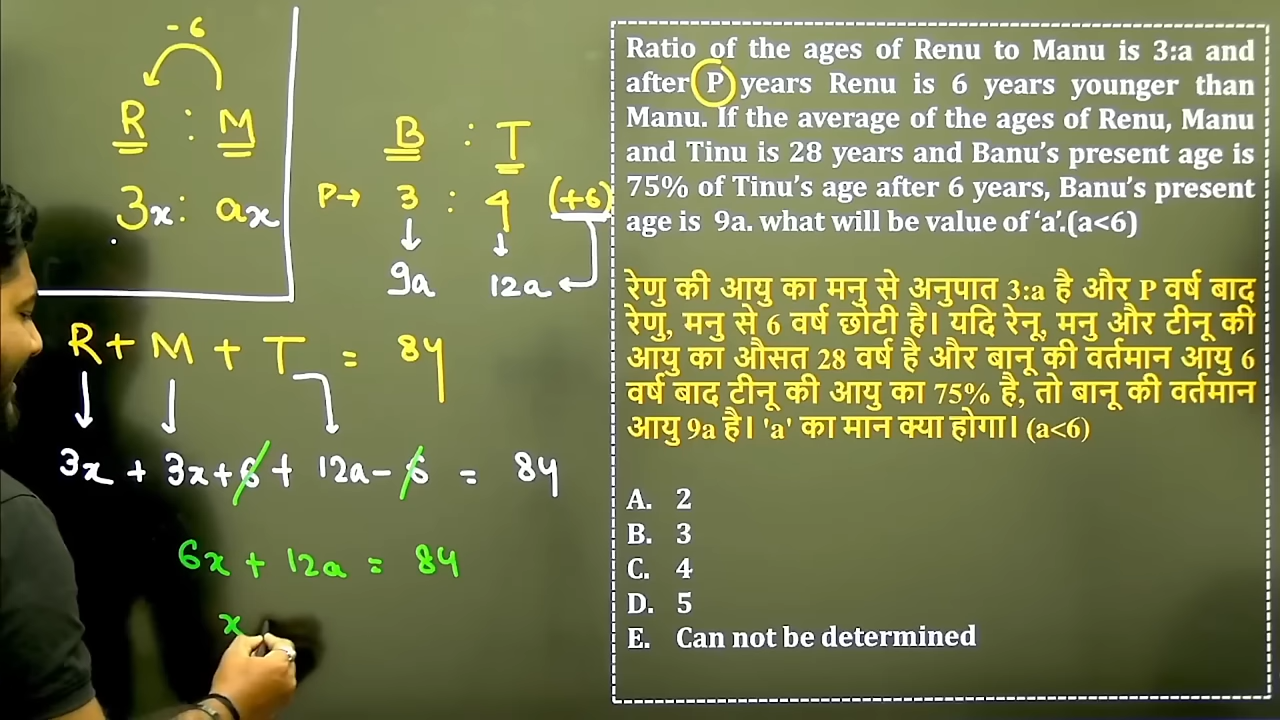 -6
R : M
3x : ax
B : T
P→ 3 : 4 (+6)
9a 12a
R + M + T = 84
3x + 3x+6 + 12a-6 = 84
6x + 12a = 84
x
Ratio of the ages of Renu to Manu is 3:a and
after P years Renu is 6 years younger than
Manu. If the average of the ages of Renu, Manu
and Tinu is 28 years and Banu’s present age is
75% of Tinu’s age after 6 years, Banu’s present
age is 9a. what will be value of ‘a’.(a<6)
रेणु की आयु का मनु से अनुपात 3:a है और P वर्ष बाद
रेणु, मनु से 6 वर्ष छोटी है। यदि रेनू, मनु और टीनू की
आयु का औसत 28 वर्ष है और बानू की वर्तमान आयु 6
वर्ष बाद टीनू की आयु का 75% है, तो बानू की वर्तमान
आयु 9a है। 'a' का मान क्या होगा। (a<6)
A. 2
B. 3
C. 4
D. 5
E. Can not be determined